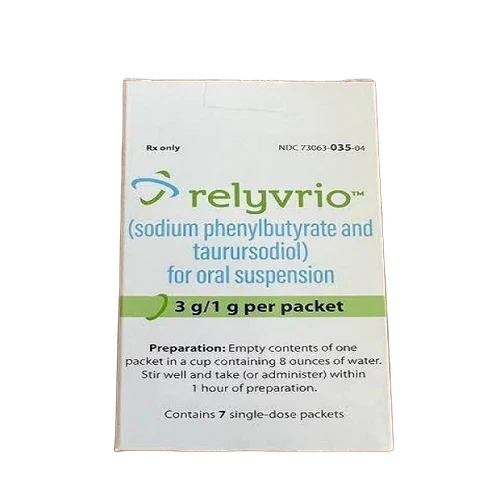 Rx only NDC 73063-035-04
relyvrio™
(sodium phenylbutyrate and
taurursodiol)
for oral suspension
3 g/1 g per packet
Preparation: Empty contents of one
packet in a cup containing 8 ounces of water.
Stir well and take (or administer) within
1 hour of preparation.
Contains 7 single-dose packets